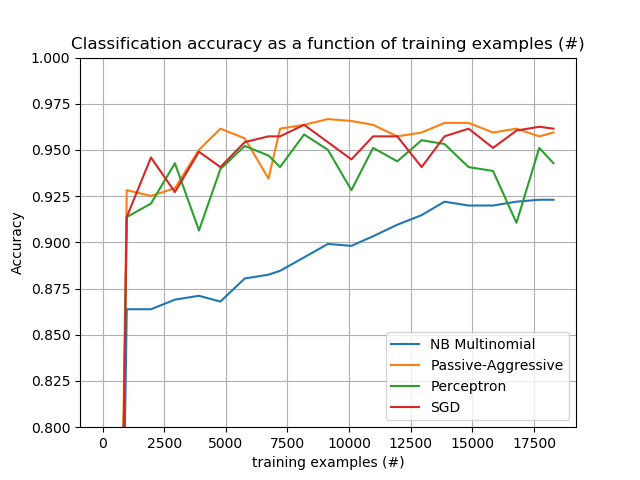 Classification accuracy as a function of training examples (#)
1.000
0.975
0.950
0.925
0.900
0.875
0.850
0.825
0.800
Accuracy
NB Multinomial
Passive-Aggressive
Perceptron
SGD
0 2500 5000 7500 10000 12500 15000 17500
training examples (#)